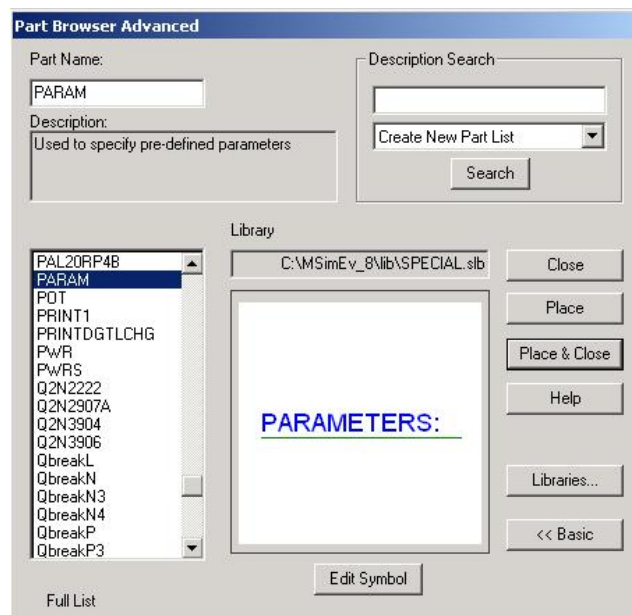 Part Browser Advanced
Part Name:
PARAM
Description:
Used to specify pre-defined parameters
Description Search
Create New Part List
Search
Library
C:\MSimEv_8\lib\SPECIAL.slb
PAL20RP4B
PARAM
POT
PRINT1
PRINTDGTLCHG
PWR
PWRS
Q2N2222
Q2N2907A
Q2N3904
Q2N3906
QbreakL
QbreakN
QbreakN3
QbreakN4
QbreakP
QbreakP3
Full List
PARAMETERS:
Edit Symbol
Close
Place
Place & Close
Help
Libraries...
<< Basic